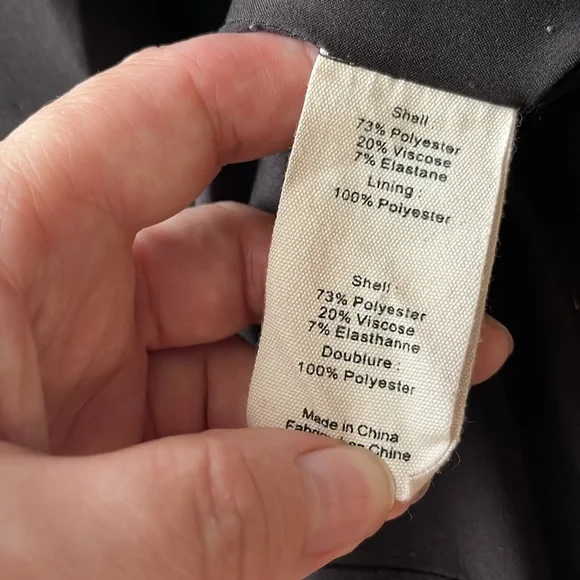 Shell :
73% Polyester
20% Viscose
7% Elastane
Lining :
100% Polyester
Shell :
73% Polyester
20% Viscose
7% Elasthanne
Doublure :
100% Polyester
Made in China
Chine